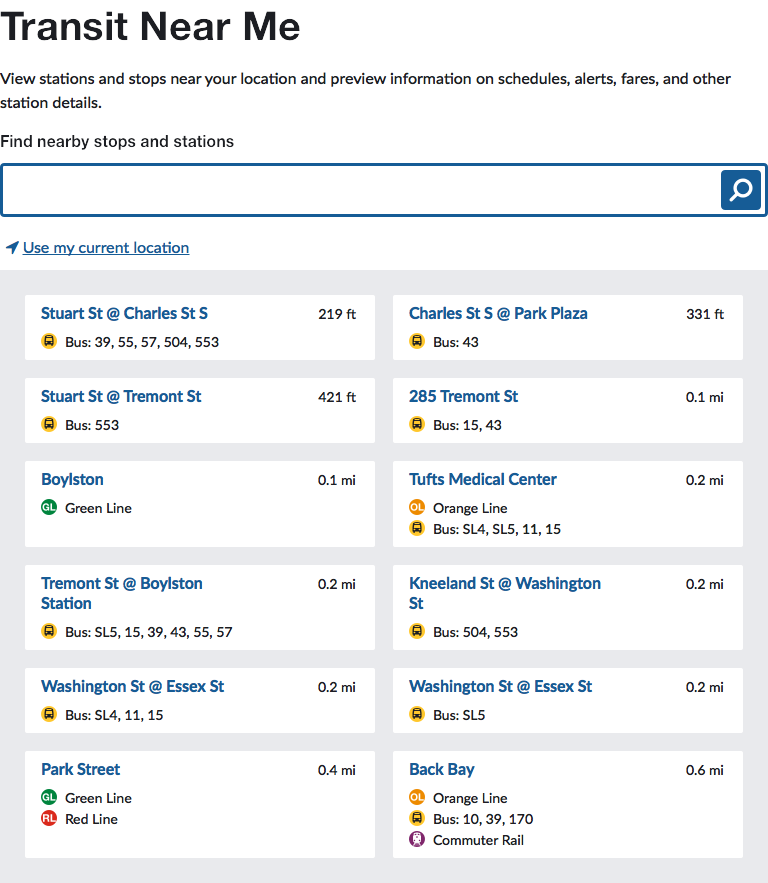 Transit Near Me
View stations and stops near your location and preview information on schedules, alerts, fares, and other
station details.
Find nearby stops and stations
Use my current location
Stuart St @ Charles St S 219 ft
Bus: 39, 55, 57, 504, 553
Charles St S @ Park Plaza 331 ft
Bus: 43
Stuart St @ Tremont St 421 ft
Bus: 553
285 Tremont St 0.1 mi
Bus: 15, 43
Boylston 0.1 mi
GL Green Line
Tufts Medical Center 0.2 mi
OL Orange Line
Bus: SL4, SL5, 11, 15
Tremont St @ Boylston 0.2 mi
Station
Bus: SL5, 15, 39, 43, 55, 57
Kneeland St @ Washington 0.2 mi
St
Bus: 504, 553
Washington St @ Essex St 0.2 mi
Bus: SL4, 11, 15
Washington St @ Essex St 0.2 mi
Bus: SL5
Park Street 0.4 mi
GL Green Line
RL Red Line
Back Bay 0.6 mi
OL Orange Line
Bus: 10, 39, 170
Commuter Rail